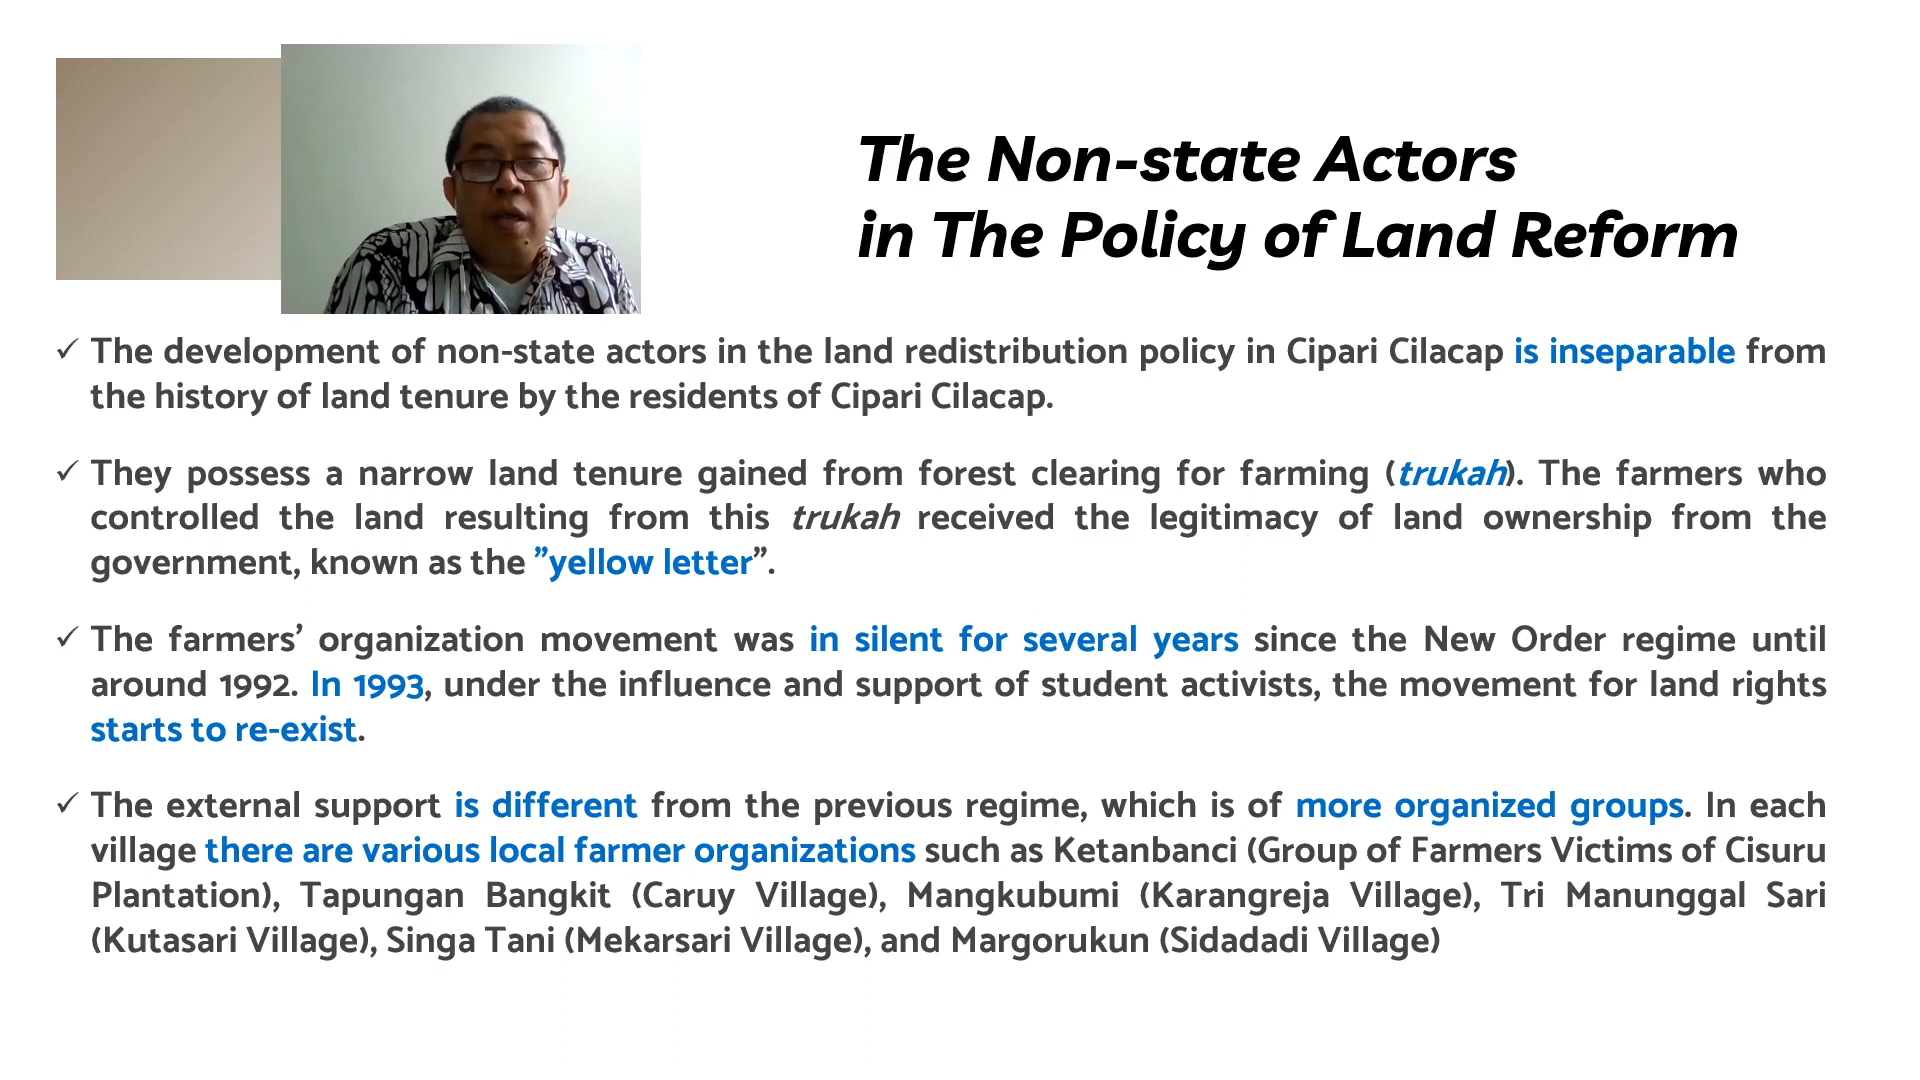 The Non-state Actors
in The Policy of Land Reform
✓ The development of non-state actors in the land redistribution policy in Cipari Cilacap is inseparable from
the history of land tenure by the residents of Cipari Cilacap.
✓ They possess a narrow land tenure gained from forest clearing for farming (trukah). The farmers who
controlled the land resulting from this trukah received the legitimacy of land ownership from the
government, known as the ”yellow letter”.
✓ The farmers’ organization movement was in silent for several years since the New Order regime until
around 1992. In 1993, under the influence and support of student activists, the movement for land rights
starts to re-exist.
✓ The external support is different from the previous regime, which is of more organized groups. In each
village there are various local farmer organizations such as Ketanbanci (Group of Farmers Victims of Cisuru
Plantation), Tapungan Bangkit (Caruy Village), Mangkubumi (Karangreja Village), Tri Manunggal Sari
(Kutasari Village), Singa Tani (Mekarsari Village), and Margorukun (Sidadadi Village)